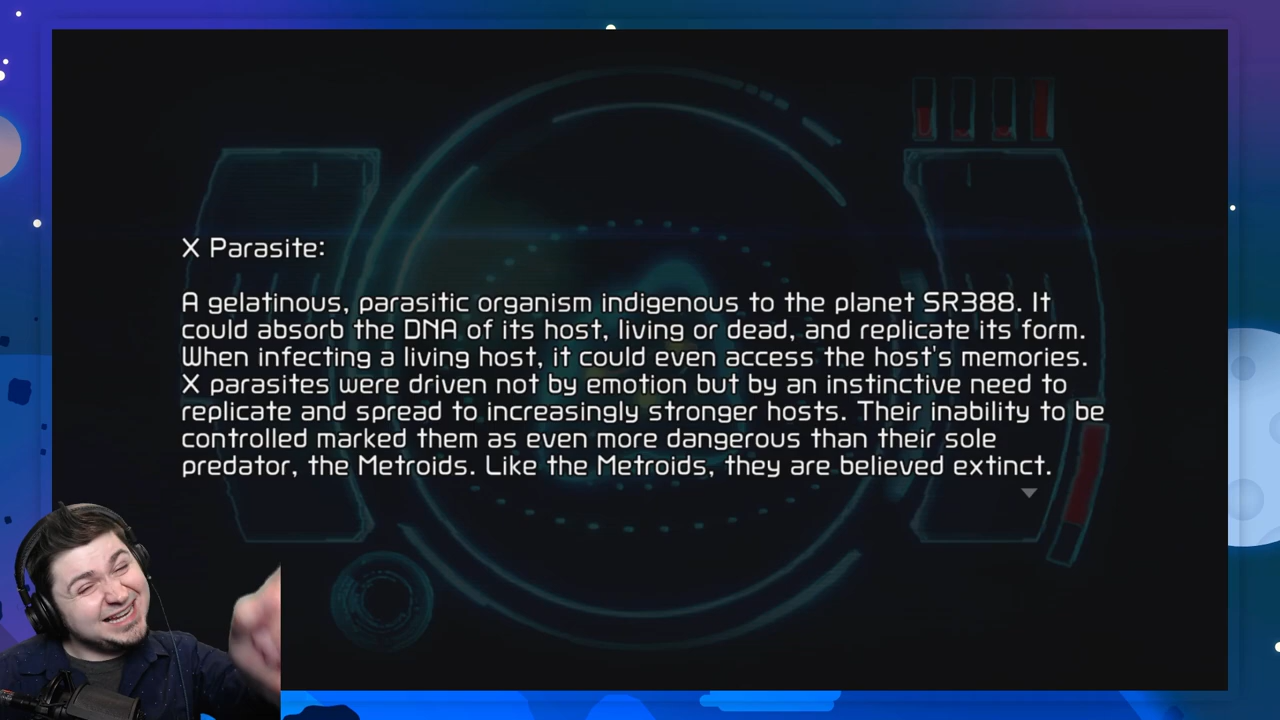 X Parasite:
A gelatinous, parasitic organism indigenous to the planet SR388. It
could absorb the DNA of its host, living or dead, and replicate its form.
When infecting a living host, it could even access the host's memories.
X parasites were driven not by emotion but by an instinctive need to
replicate and spread to increasingly stronger hosts. Their inability to be
controlled marked them as even more dangerous than their sole
predator, the Metroids. Like the Metroids, they are believed extinct.